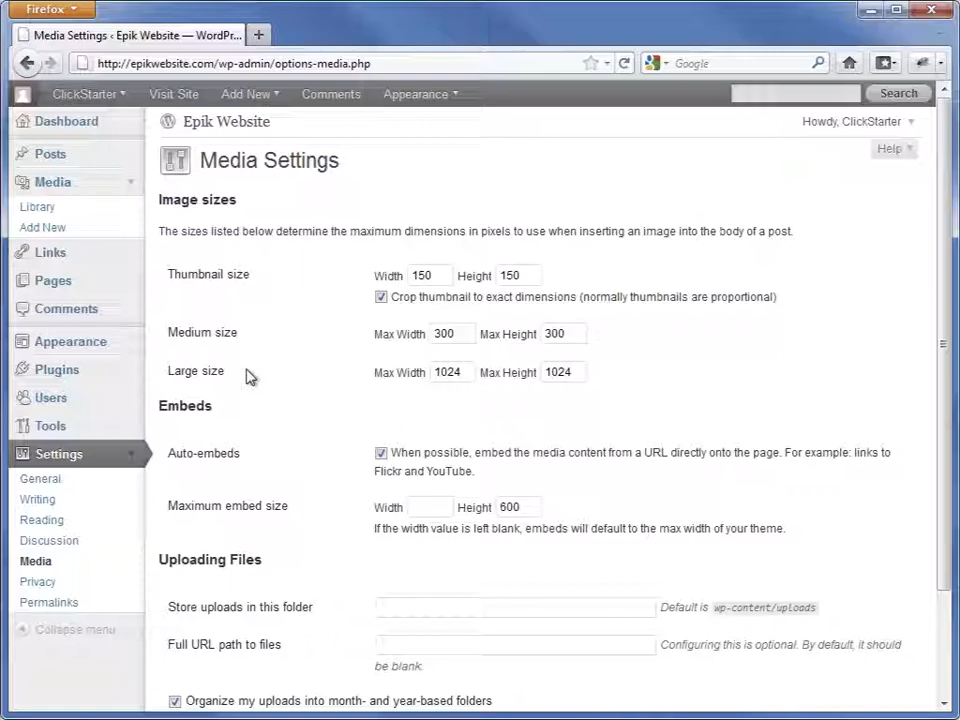 Firefox
Media Settings ‹ Epik Website — WordPr...
http://epikwebsite.com/wp-admin/options-media.php
Google
ClickStarter
Visit Site
Add New
Comments
Appearance
Search
Dashboard
Posts
Media
Library
Add New
Links
Pages
Comments
Appearance
Plugins
Users
Tools
Settings
General
Writing
Reading
Discussion
Media
Privacy
Permalinks
Collapse menu
Epik Website
Howdy, ClickStarter
Help
Media Settings
Image sizes
The sizes listed below determine the maximum dimensions in pixels to use when inserting an image into the body of a post.
Thumbnail size
Width 150 Height 150
Crop thumbnail to exact dimensions (normally thumbnails are proportional)
Medium size
Max Width 300 Max Height 300
Large size
Max Width 1024 Max Height 1024
Embeds
Auto-embeds
When possible, embed the media content from a URL directly onto the page. For example: links to
Flickr and YouTube.
Maximum embed size
Width Height 600
If the width value is left blank, embeds will default to the max width of your theme.
Uploading Files
Store uploads in this folder
Default is wp-content/uploads
Full URL path to files
Configuring this is optional. By default, it should
be blank.
Organize my uploads into month- and year-based folders